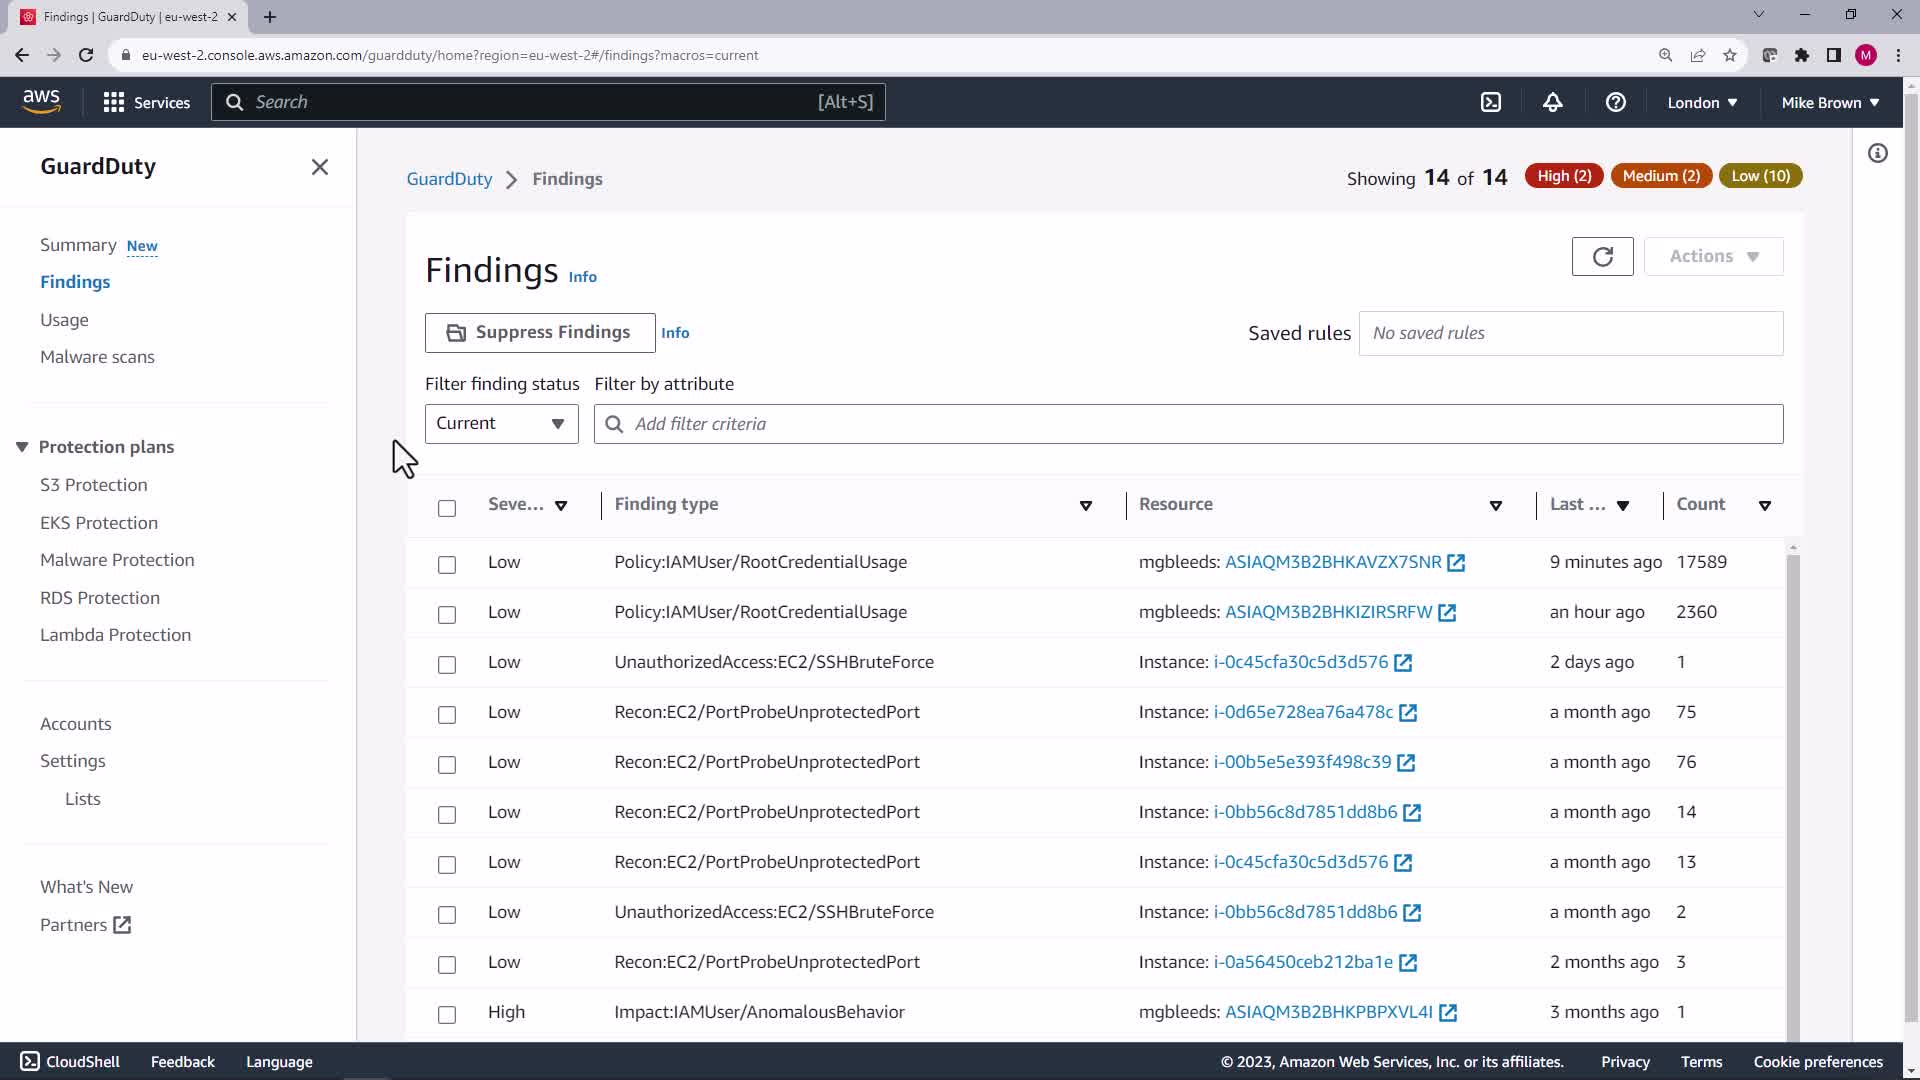 Findings | GuardDuty | eu-west-2
eu-west-2.console.aws.amazon.com/guardduty/home?region=eu-west-2#/findings?macros=current
M
aws
Services
Search
[Alt+S]
London
Mike Brown
GuardDuty
Summary New
Findings
Usage
Malware scans
Protection plans
S3 Protection
EKS Protection
Malware Protection
RDS Protection
Lambda Protection
Accounts
Settings
Lists
What's New
Partners
GuardDuty > Findings
Showing 14 of 14 High (2) Medium (2) Low (10)
Findings Info
Actions
Suppress Findings Info
Saved rules No saved rules
Filter finding status Filter by attribute
Current Add filter criteria
Seve... Finding type Resource Last ... Count
Low Policy:IAMUser/RootCredentialUsage mgbleeds: ASIAQM3B2BHKAVZX7SNR 9 minutes ago 17589
Low Policy:IAMUser/RootCredentialUsage mgbleeds: ASIAQM3B2BHKIZIRSRFW an hour ago 2360
Low UnauthorizedAccess:EC2/SSHBruteForce Instance: i-0c45cfa30c5d3d576 2 days ago 1
Low Recon:EC2/PortProbeUnprotectedPort Instance: i-0d65e728ea76a478c a month ago 75
Low Recon:EC2/PortProbeUnprotectedPort Instance: i-00b5e5e393f498c39 a month ago 76
Low Recon:EC2/PortProbeUnprotectedPort Instance: i-0bb56c8d7851dd8b6 a month ago 14
Low Recon:EC2/PortProbeUnprotectedPort Instance: i-0c45cfa30c5d3d576 a month ago 13
Low UnauthorizedAccess:EC2/SSHBruteForce Instance: i-0bb56c8d7851dd8b6 a month ago 2
Low Recon:EC2/PortProbeUnprotectedPort Instance: i-0a56450ceb212ba1e 2 months ago 3
High Impact:IAMUser/AnomalousBehavior mgbleeds: ASIAQM3B2BHKPBPXVL4I 3 months ago 1
CloudShell Feedback Language
© 2023, Amazon Web Services, Inc. or its affiliates. Privacy Terms Cookie preferences